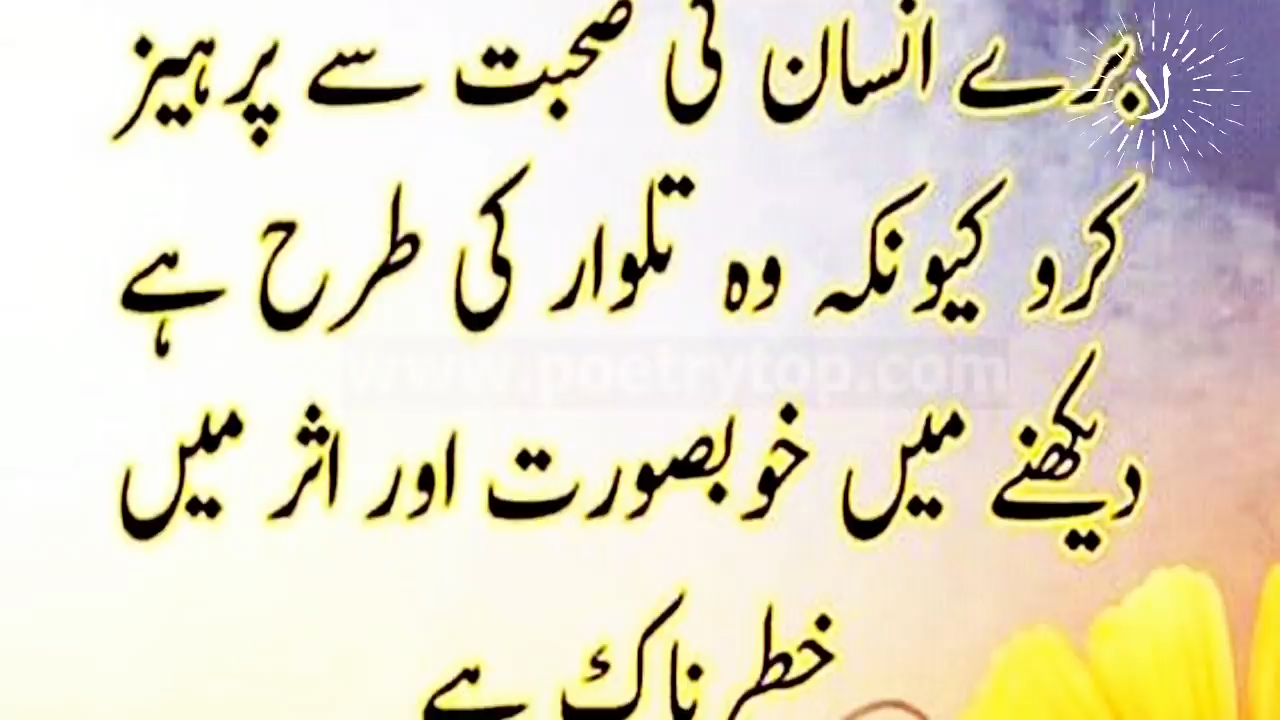 برے انسان کی صحبت سے پرہیز
لا
کرو کیونکہ وہ تلوار کی طرح ہے
www.poetrytop.com
دیکھنے میں خوبصورت اور اثر میں
خطرناک ہے